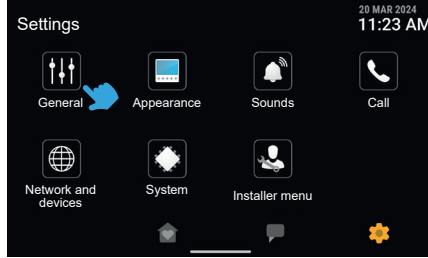 20 MAR 2024
Settings
11:23 AM
General
Appearance
Sounds
Call
Network and
devices
System
Installer menu